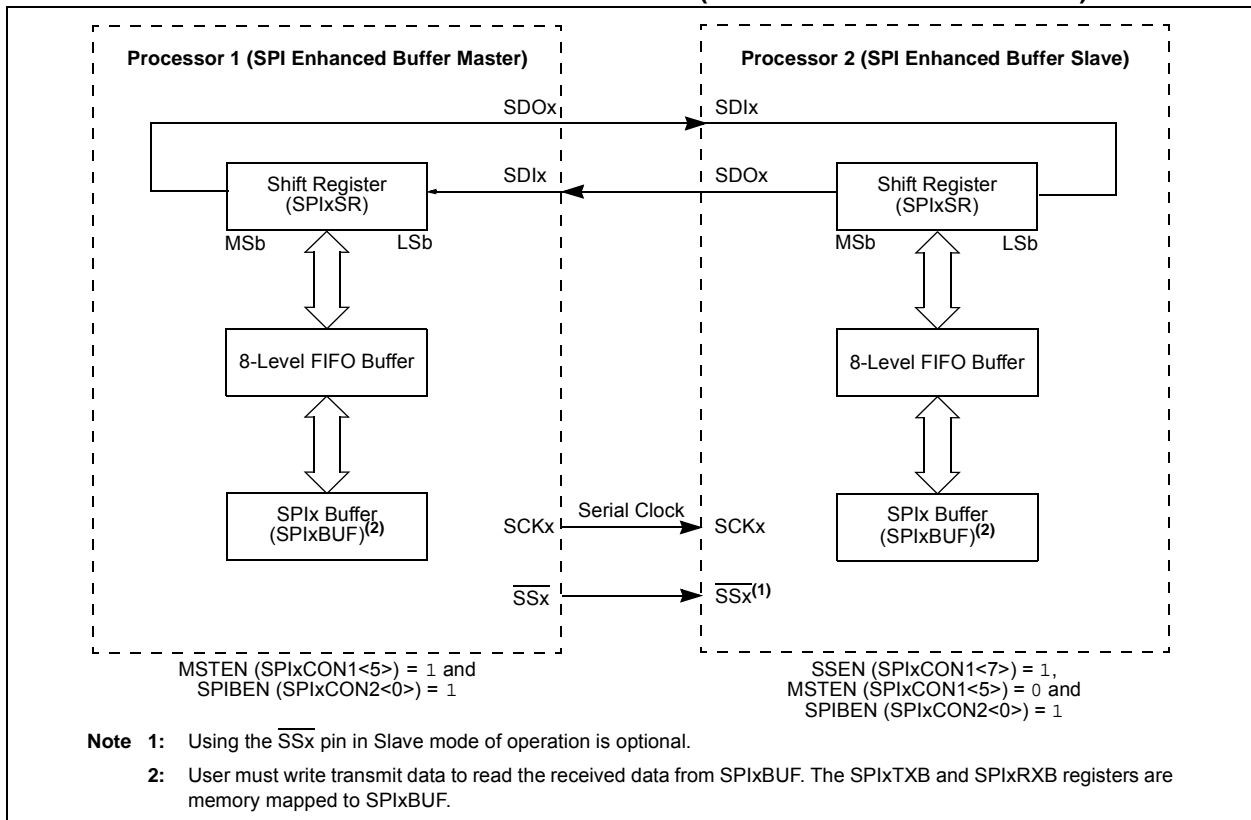 Processor 1 (SPI Enhanced Buffer Master)
Processor 2 (SPI Enhanced Buffer Slave)
SDOx
SDIx
SDIx
SDOx
Shift Register
(SPIxSR)
MSb
LSb
Shift Register
(SPIxSR)
MSb
LSb
8-Level FIFO Buffer
8-Level FIFO Buffer
SPIx Buffer
(SPIxBUF)(2)
SPIx Buffer
(SPIxBUF)(2)
Serial Clock
SCKx
SCKx
SSx
SSx(1)
MSTEN (SPIxCON1<5>) = 1 and
SPIBEN (SPIxCON2<0>) = 1
SSEN (SPIxCON1<7>) = 1,
MSTEN (SPIxCON1<5>) = 0 and
SPIBEN (SPIxCON2<0>) = 1
Note 1: Using the SSx pin in Slave mode of operation is optional.
2: User must write transmit data to read the received data from SPIxBUF. The SPIxTXB and SPIxRXB registers are
memory mapped to SPIxBUF.